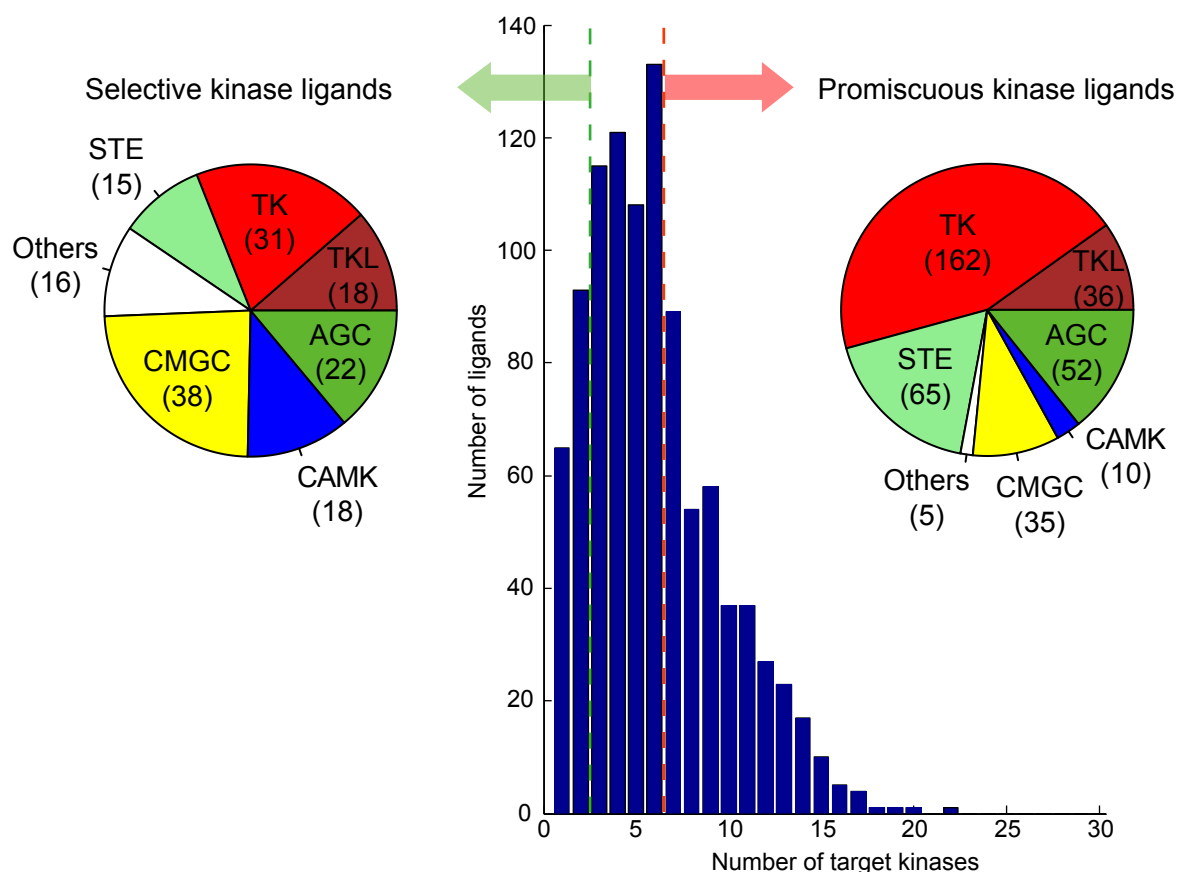 Selective kinase ligands
Promiscuous kinase ligands
STE
(15)
TK
(31)
TKL
(18)
Others
(16)
AGC
(22)
CMGC
(38)
CAMK
(18)
140
120
100
80
60
40
20
0
Number of ligands
0
5
10
15
20
25
30
Number of target kinases
TK
(162)
TKL
(36)
AGC
(52)
STE
(65)
CAMK
(10)
Others
(5)
CMGC
(35)